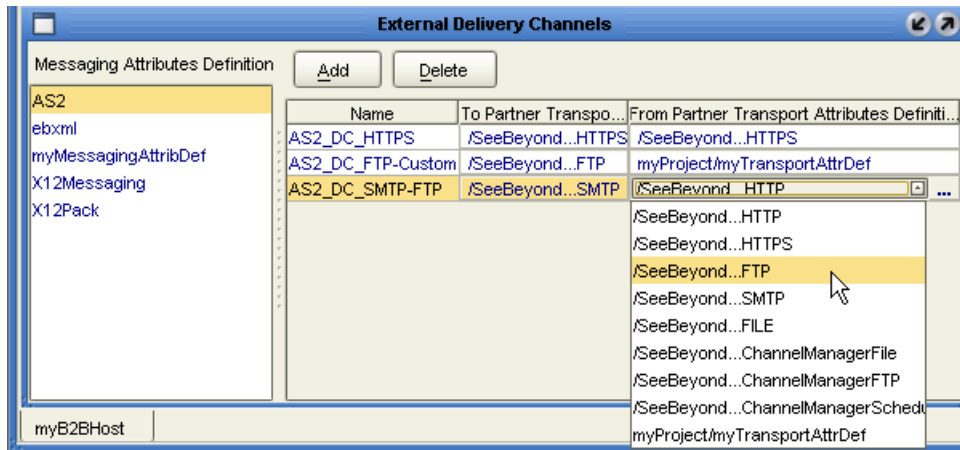 External Delivery Channels
Messaging Attributes Definition
Add
Delete
AS2
ebxml
myMessagingAttribDef
X12Messaging
X12Pack
Name
To Partner Transpo...
From Partner Transport Attributes Definiti...
AS2_DC_HTTPS
/SeeBeyond...HTTPS
/SeeBeyond...HTTPS
AS2_DC_FTP-Custom
/SeeBeyond...FTP
myProject/myTransportAttrDef
AS2_DC_SMTP-FTP
/SeeBeyond...SMTP
/SeeBeyond...HTTP
...
/SeeBeyond...HTTP
/SeeBeyond...HTTPS
/SeeBeyond...FTP
/SeeBeyond...SMTP
/SeeBeyond...FILE
/SeeBeyond...ChannelManagerFile
/SeeBeyond...ChannelManagerFTP
/SeeBeyond...ChannelManagerSchedu
myProject/myTransportAttrDef
myB2BHost